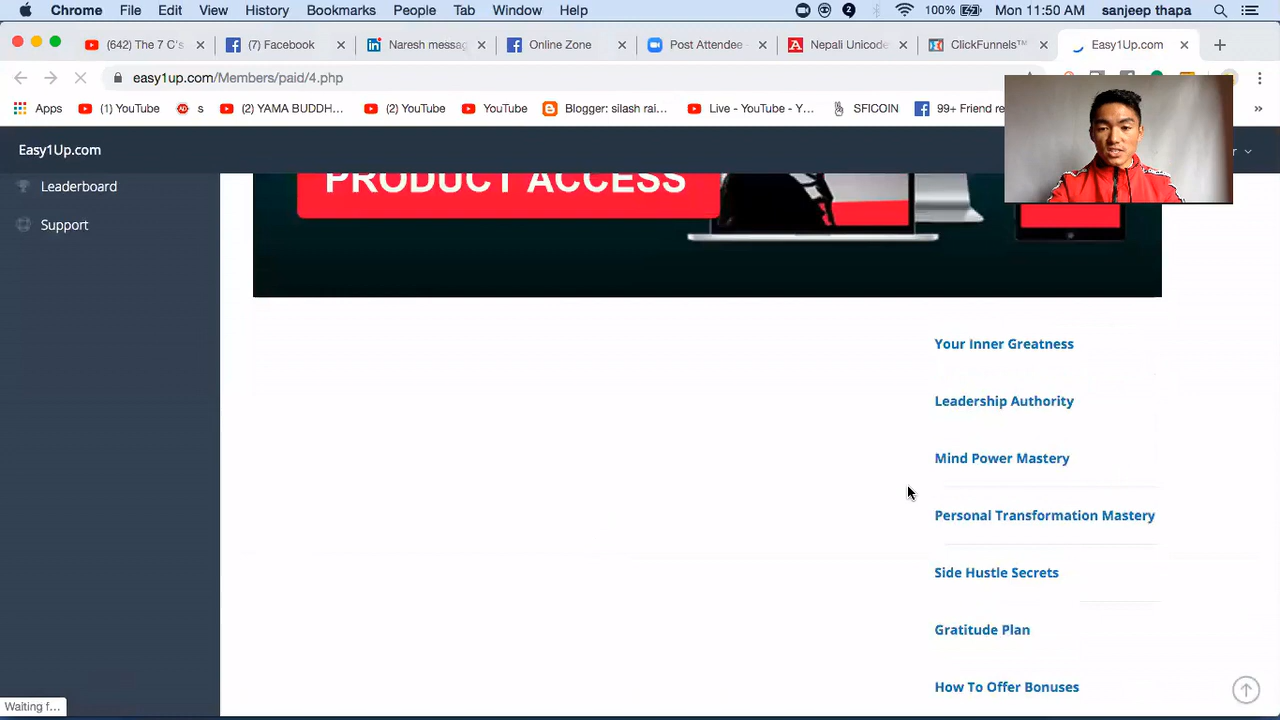 Chrome File Edit View History Bookmarks People Tab Window Help 2 100% Mon 11:50 AM sanjeep thapa
(642) The 7 C's (7) Facebook Naresh messag Online Zone Post Attendee Nepali Unicod ClickFunnels™ Easy1Up.com
easy1up.com/Members/paid/4.php
Apps (1) YouTube s (2) YAMA BUDDH... (2) YouTube YouTube Blogger: silash rai... Live - YouTube - Y... SFICOIN 99+ Friend re
Easy1Up.com
PRODUCT ACCESS
Leaderboard
Support
Your Inner Greatness
Leadership Authority
Mind Power Mastery
Personal Transformation Mastery
Side Hustle Secrets
Gratitude Plan
How To Offer Bonuses
Waiting f...